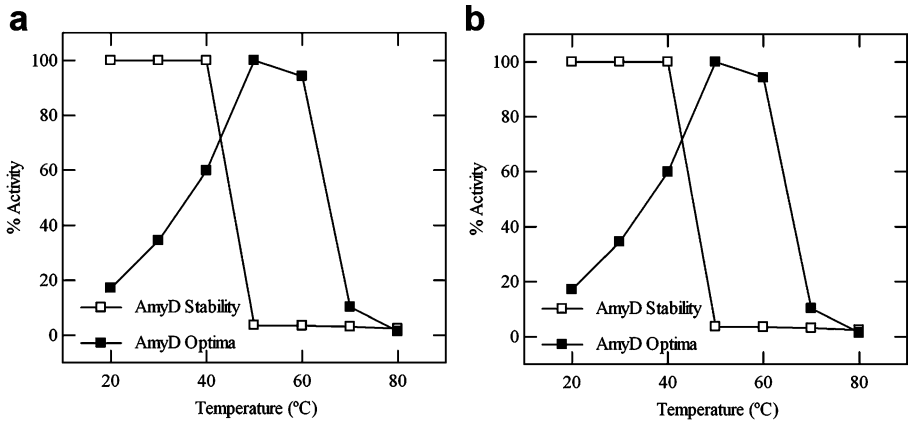 a
100
80
60
40
20
0
% Activity
AmyD Stability
AmyD Optima
20 40 60 80
Temperature (ºC)
b
100
80
60
40
20
0
% Activity
AmyD Stability
AmyD Optima
20 40 60 80
Temperature (ºC)